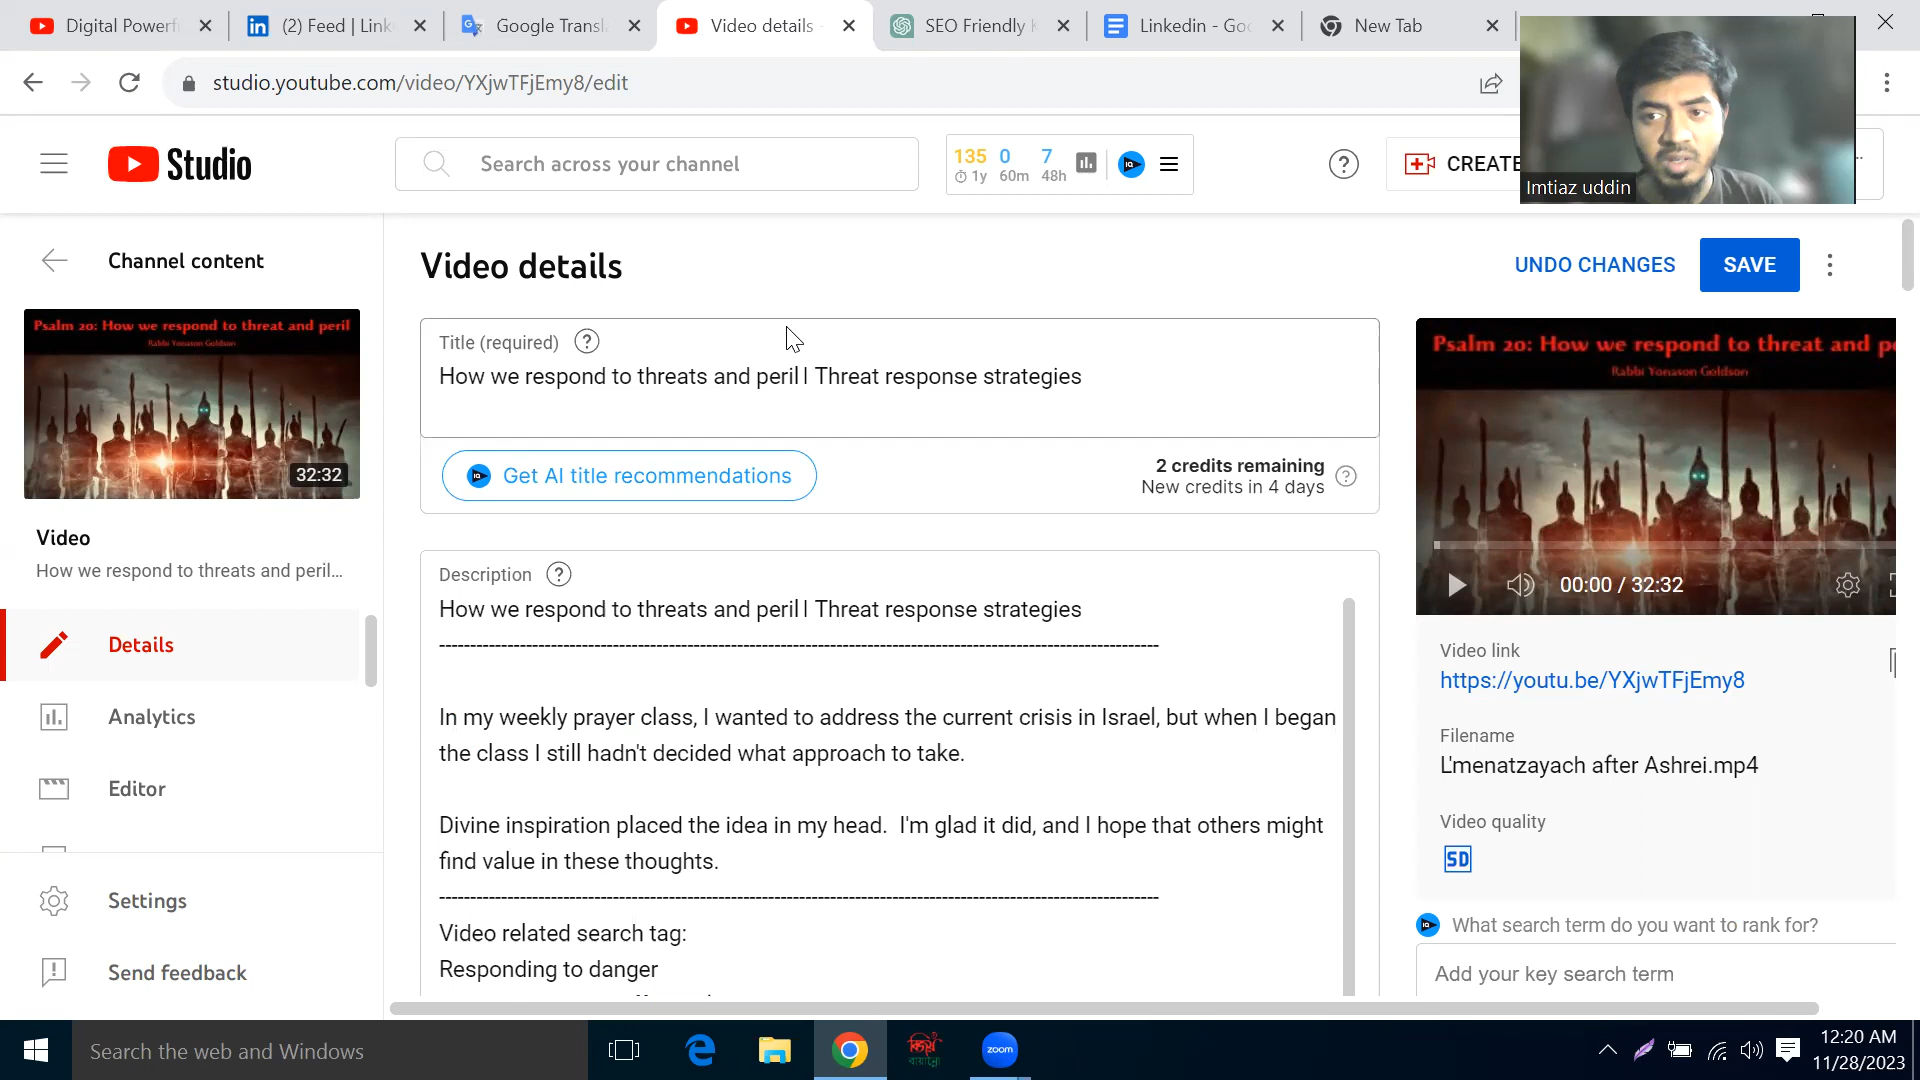 Digital Powerf
(2) Feed | Link
Google Transla
Video details -
SEO Friendly K
Linkedin - Goo
New Tab
studio.youtube.com/video/YXjwTFjEmy8/edit
Imtiaz uddin
Studio
Search across your channel
135 0 7
1y 60m 48h
CREATE
Channel content
Video details
UNDO CHANGES
SAVE
Psalm 20: How we respond to threat and peril
Rabbi Yonason Goldson
32:32
Title (required)
How we respond to threats and peril| Threat response strategies
Get AI title recommendations
2 credits remaining
New credits in 4 days
Psalm 20: How we respond to threat and pe
Rabbi Yonason Goldson
00:00 / 32:32
Video
How we respond to threats and peril...
Details
Analytics
Editor
Settings
Send feedback
Description
How we respond to threats and peril| Threat response strategies
--------------------------------------------------------------------------------------------------------------------
In my weekly prayer class, I wanted to address the current crisis in Israel, but when I began
the class I still hadn't decided what approach to take.
Divine inspiration placed the idea in my head.  I'm glad it did, and I hope that others might
find value in these thoughts.
--------------------------------------------------------------------------------------------------------------------
Video related search tag:
Responding to danger
Video link
https://youtu.be/YXjwTFjEmy8
Filename
L'menatzayach after Ashrei.mp4
Video quality
SD
What search term do you want to rank for?
Add your key search term
Search the web and Windows
zoom
12:20 AM
11/28/2023